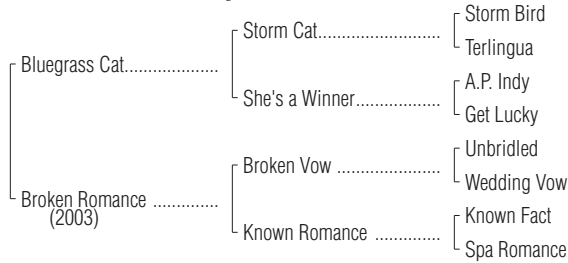 Storm Bird
Storm Cat....................
Terlingua
Bluegrass Cat...................
A.P. Indy
She's a Winner.................
Get Lucky
Unbridled
Broken Vow .................
Wedding Vow
Broken Romance .............
(2003)
Known Fact
Known Romance .............
Spa Romance